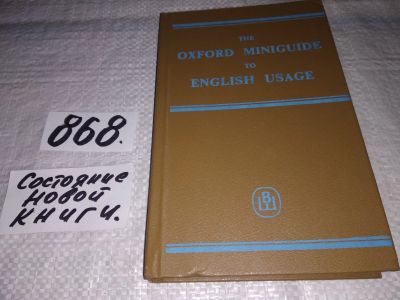 THE
OXFORD MINIGUIDE
TO
ENGLISH USAGE
868.
Состояние
новой
книги.